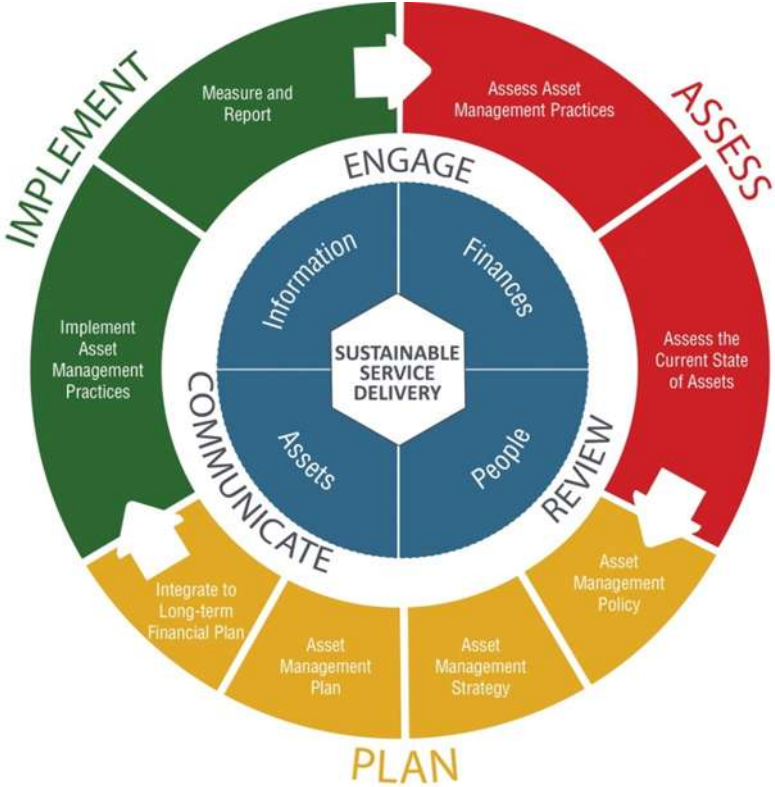 IMPLEMENT
Measure and
Report
Implement
Asset
Management
Practices
ASSESS
Assess Asset
Management Practices
Assess the
Current State
of Assets
PLAN
Asset
Management
Policy
Asset
Management
Strategy
Asset
Management
Plan
Integrate to
Long-term
Financial Plan
ENGAGE
REVIEW
COMMUNICATE
Information
Finances
People
Assets
SUSTAINABLE
SERVICE
DELIVERY